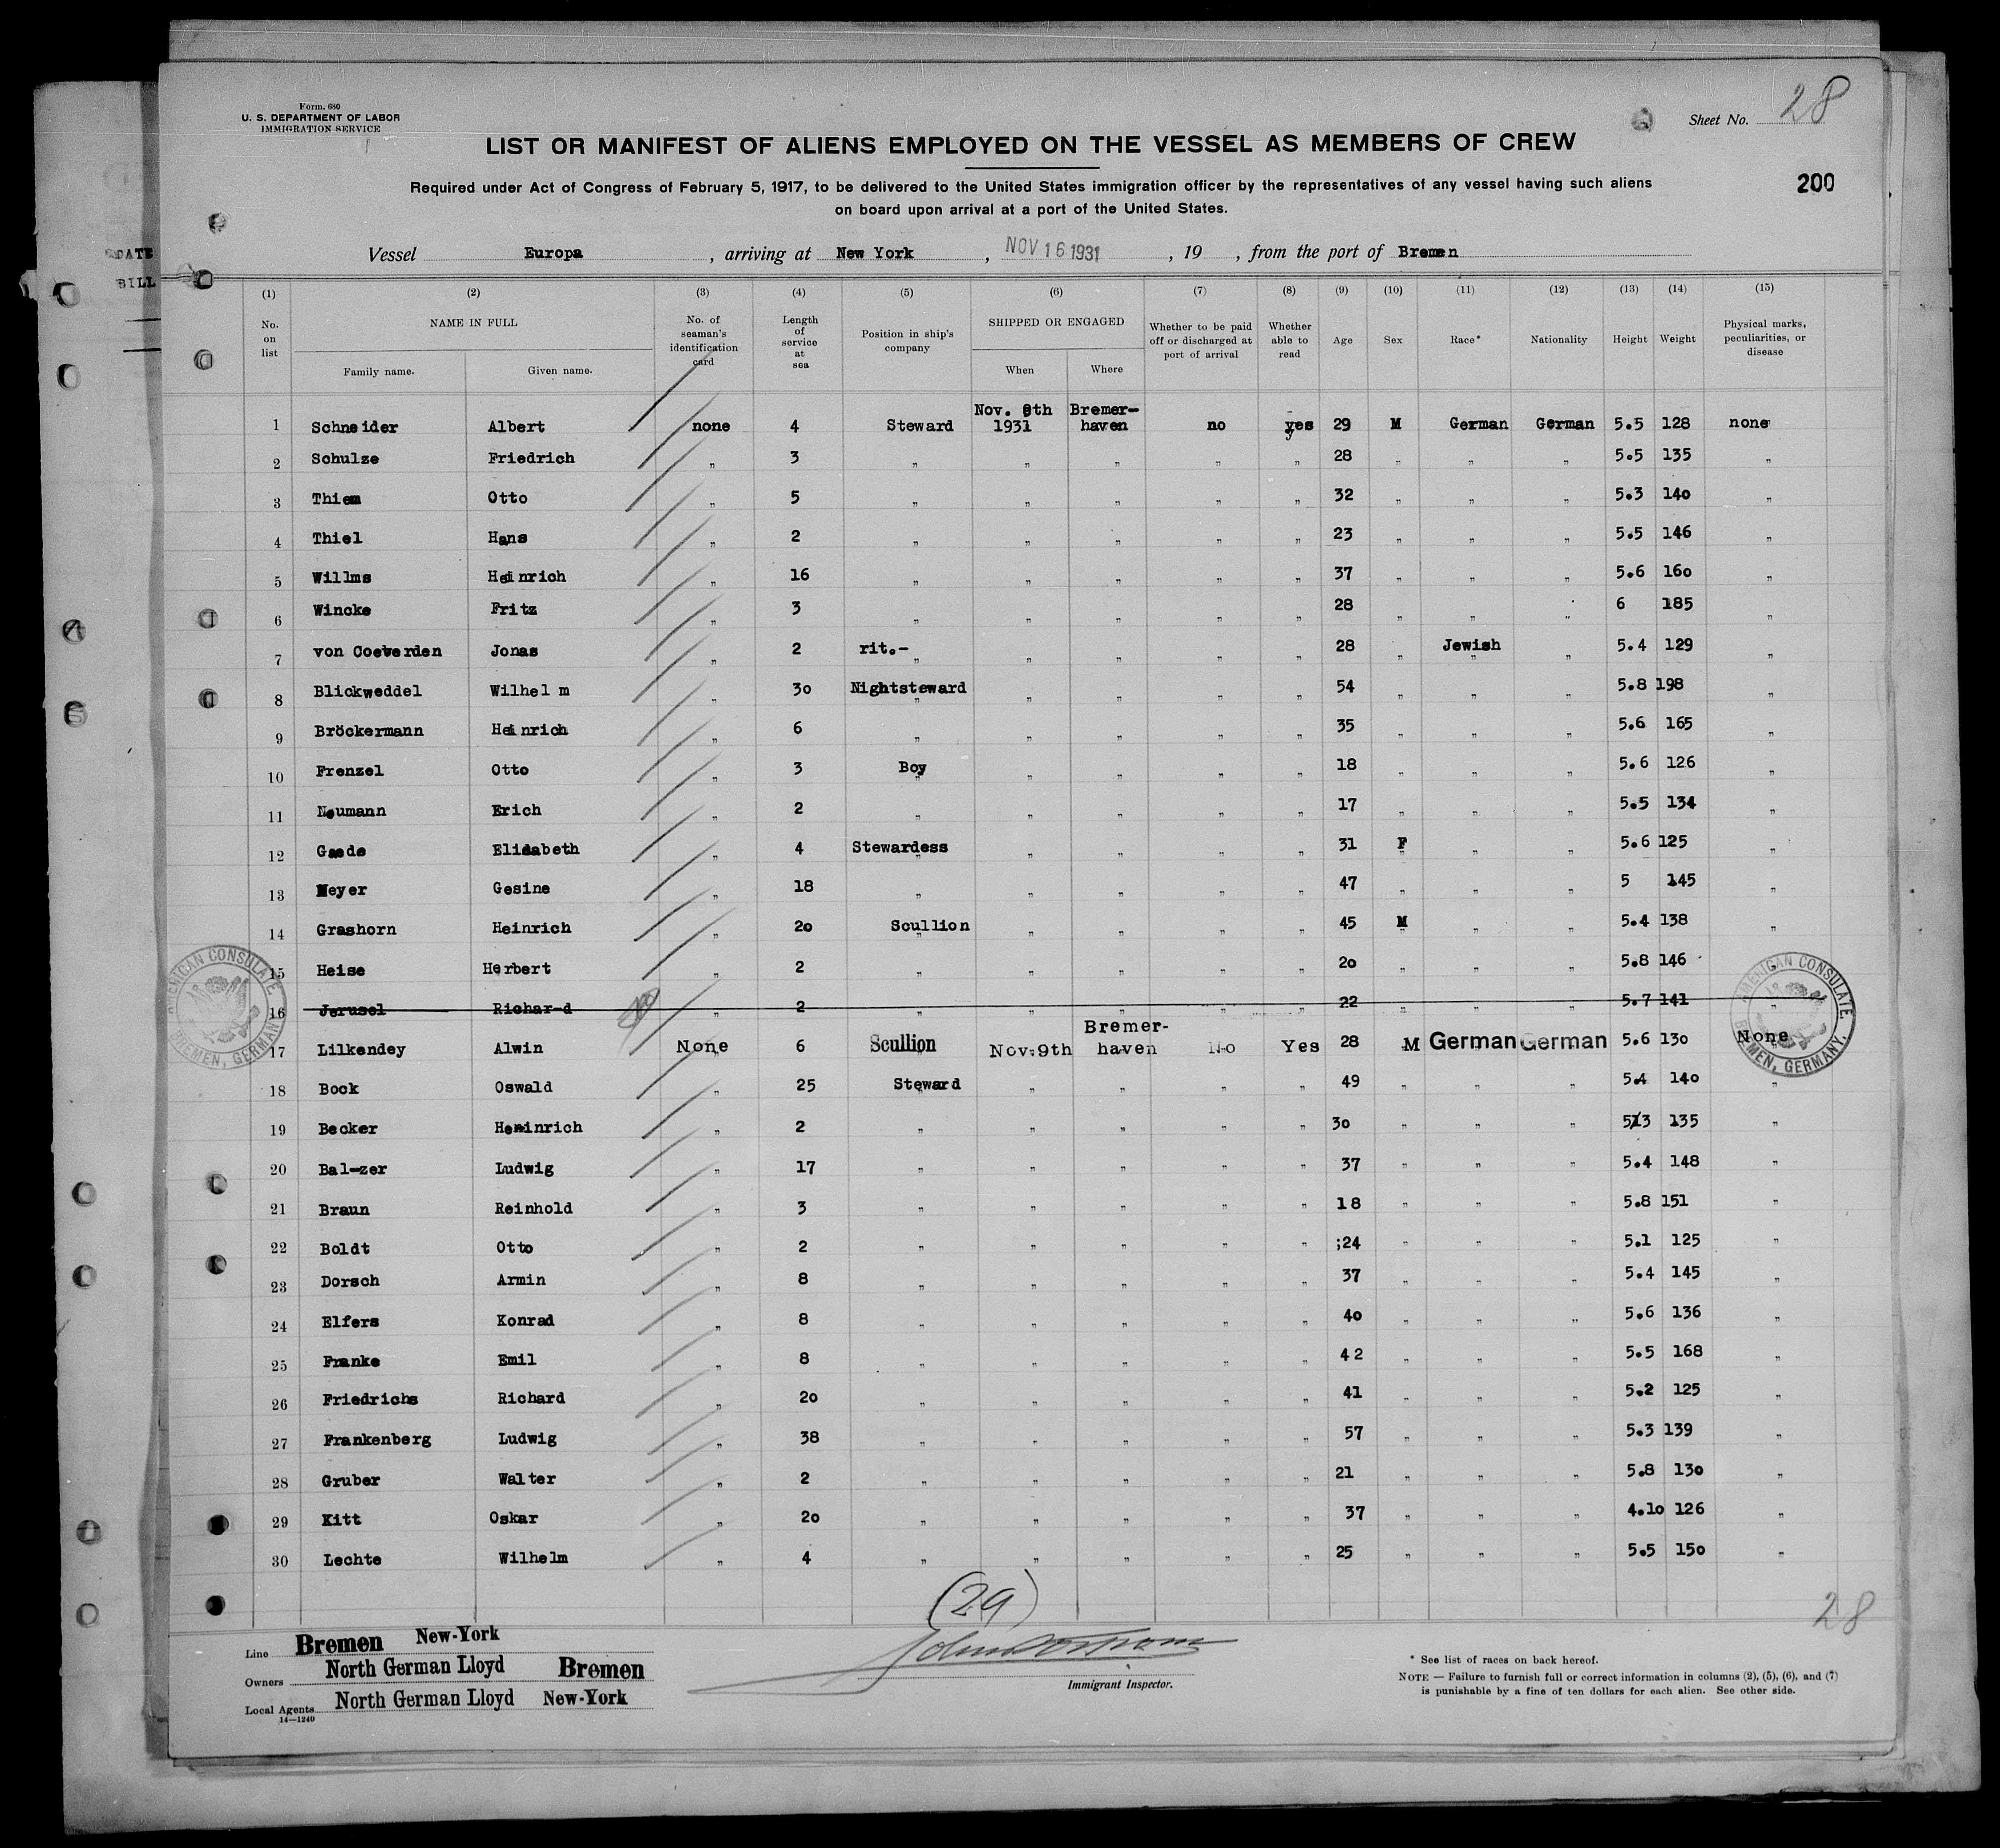 Form. 680
U. S. DEPARTMENT OF LABOR
IMMIGRATION SERVICE
Sheet No. 28
LIST OR MANIFEST OF ALIENS EMPLOYED ON THE VESSEL AS MEMBERS OF CREW
Required under Act of Congress of February 5, 1917, to be delivered to the United States immigration officer by the representatives of any vessel having such aliens
on board upon arrival at a port of the United States.
200
Vessel Europa , arriving at New York , NOV 16 1931 , 19 , from the port of Bremen
DATE
BILL
(1) (2) (3) (4) (5) (6) (7) (8) (9) (10) (11) (12) (13) (14) (15)
No. on list NAME IN FULL Family name. Given name. No. of seaman's identification card Length of service at sea Position in ship's company SHIPPED OR ENGAGED When Where Whether to be paid off or discharged at port of arrival Whether able to read Age Sex Race* Nationality Height Weight Physical marks, peculiarities, or disease
1 Schneider Albert none 4 Steward Nov. 9th 1931 Bremer-haven no yes 29 M German German 5.5 128 none
2 Schulze Friedrich " 3 " " " " " 28 " " " 5.5 135 "
3 Thiem Otto " 5 " " " " " 32 " " " 5.3 140 "
4 Thiel Hans " 2 " " " " " 23 " " " 5.5 146 "
5 Willms Heinrich " 16 " " " " " 37 " " " 5.6 160 "
6 Wincke Fritz " 3 " " " " " 28 " " " 6 185 "
7 von Coeverden Jonas " 2 rit.- " " " " " 28 " Jewish " 5.4 129 "
8 Blickweddel Wilhelm " 30 Nightsteward " " " " 54 " " " 5.8 198 "
9 Bröckermann Heinrich " 6 " " " " " 35 " " " 5.6 165 "
10 Frenzel Otto " 3 Boy " " " " 18 " " " 5.6 126 "
11 Neumann Erich " 2 " " " " " 17 " " " 5.5 134 "
12 Gaede Elisabeth " 4 Stewardess " " " " 31 F " " 5.6 125 "
13 Meyer Gesine " 18 " " " " " 47 " " " 5 145 "
14 Grashorn Heinrich " 20 Scullion " " " " 45 M " " 5.4 138 "
15 Heise Herbert " 2 " " " " " 20 " " " 5.8 146 "
16 Jerusel Richar-d " 2 " " " " " 22 " " " 5.7 141 "
17 Lilkendey Alwin None 6 Scullion Nov.9th Bremer-haven No Yes 28 M German German 5.6 130 None
18 Bock Oswald " 25 Steward " " " " 49 " " " 5.4 140 "
19 Becker Heninrich " 2 " " " " " 30 " " " 5.3 135 "
20 Bal-zer Ludwig " 17 " " " " " 37 " " " 5.4 148 "
21 Braun Reinhold " 3 " " " " " 18 " " " 5.8 151 "
22 Boldt Otto " 2 " " " " " ;24 " " " 5.1 125 "
23 Dorsch Armin " 8 " " " " " 37 " " " 5.4 145 "
24 Elfers Konrad " 8 " " " " " 40 " " " 5.6 136 "
25 Franke Emil " 8 " " " " " 42 " " " 5.5 168 "
26 Friedrichs Richard " 20 " " " " " 41 " " " 5.2 125 "
27 Frankenberg Ludwig " 38 " " " " " 57 " " " 5.3 139 "
28 Gruber Walter " 2 " " " " " 21 " " " 5.8 130 "
29 Kitt Oskar " 20 " " " " " 37 " " " 4.10 126 "
30 Lechte Wilhelm " 4 " " " " " 25 " " " 5.5 150 "
AMERICAN CONSULATE
BREMEN, GERMANY
AMERICAN CONSULATE
BREMEN, GERMANY.
(29)
28
Line Bremen New-York
Owners North German Lloyd Bremen
Local Agents North German Lloyd New-York
14—1240
Immigrant Inspector.
* See list of races on back hereof.
NOTE — Failure to furnish full or correct information in columns (2), (5), (6), and (7)
is punishable by a fine of ten dollars for each alien. See other side.